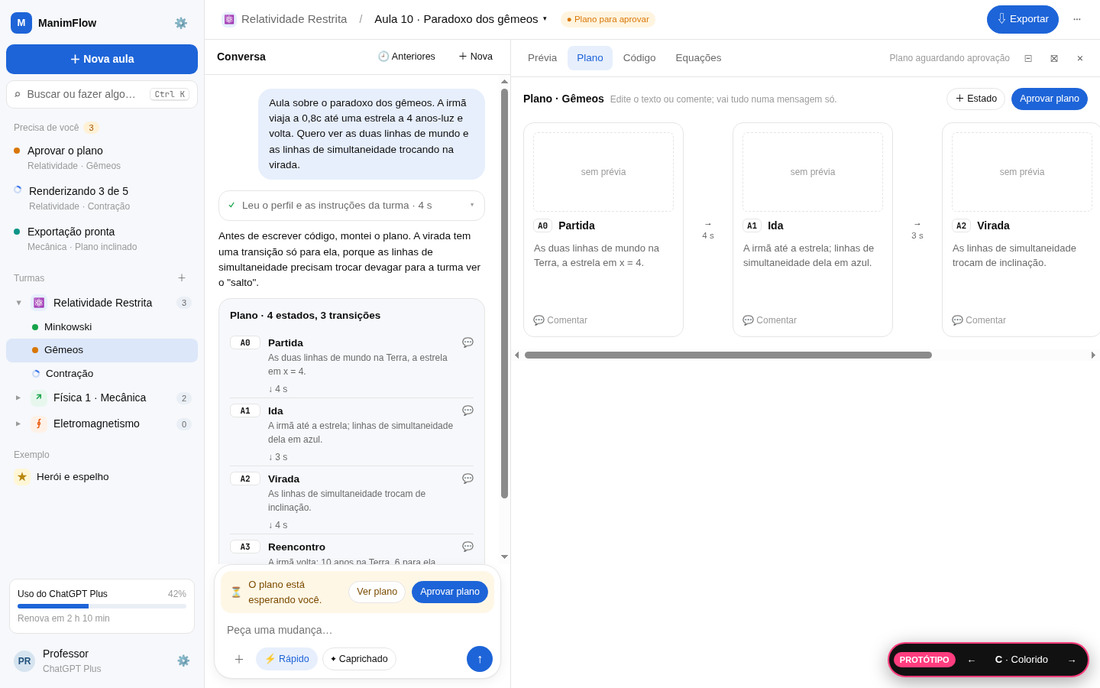 M ManimFlow
+ Nova aula
Buscar ou fazer algo… Ctrl K
Precisa de você 3
Aprovar o plano
Relatividade · Gêmeos
Renderizando 3 de 5
Relatividade · Contração
Exportação pronta
Mecânica · Plano inclinado
Turmas +
Relatividade Restrita 3
Minkowski
Gêmeos
Contração
Física 1 · Mecânica 2
Eletromagnetismo 0
Exemplo
Herói e espelho
Uso do ChatGPT Plus 42%
Renova em 2 h 10 min
PR Professor
ChatGPT Plus
Relatividade Restrita / Aula 10 · Paradoxo dos gêmeos Plano para aprovar
Exportar
Conversa Anteriores + Nova
Aula sobre o paradoxo dos gêmeos. A irmã
viaja a 0,8c até uma estrela a 4 anos-luz e
volta. Quero ver as duas linhas de mundo e
as linhas de simultaneidade trocando na
virada.
✓ Leu o perfil e as instruções da turma · 4 s
Antes de escrever código, montei o plano. A virada tem
uma transição só para ela, porque as linhas de
simultaneidade precisam trocar devagar para a turma ver
o "salto".
Plano · 4 estados, 3 transições
A0 Partida
As duas linhas de mundo na Terra, a estrela
em x = 4.
↓ 4 s
A1 Ida
A irmã até a estrela; linhas de simultaneidade
dela em azul.
↓ 3 s
A2 Virada
As linhas de simultaneidade trocam de
inclinação.
↓ 4 s
A3 Reencontro
A irmã volta: 10 anos na Terra, 6 para ela.
O plano está
esperando você.
Ver plano
Aprovar plano
Peça uma mudança…
+ ⚡ Rápido ✦ Caprichado ↑
Prévia Plano Código Equações
Plano aguardando aprovação ×
Plano · Gêmeos Edite o texto ou comente; vai tudo numa mensagem só.
+ Estado Aprovar plano
sem prévia
A0 Partida
As duas linhas de mundo na
Terra, a estrela em x = 4.
Comentar
→
4 s
sem prévia
A1 Ida
A irmã até a estrela; linhas de
simultaneidade dela em azul.
Comentar
→
3 s
sem prévia
A2 Virada
As linhas de simultaneidade
trocam de inclinação.
Comentar
PROTÓTIPO ← C · Colorido →